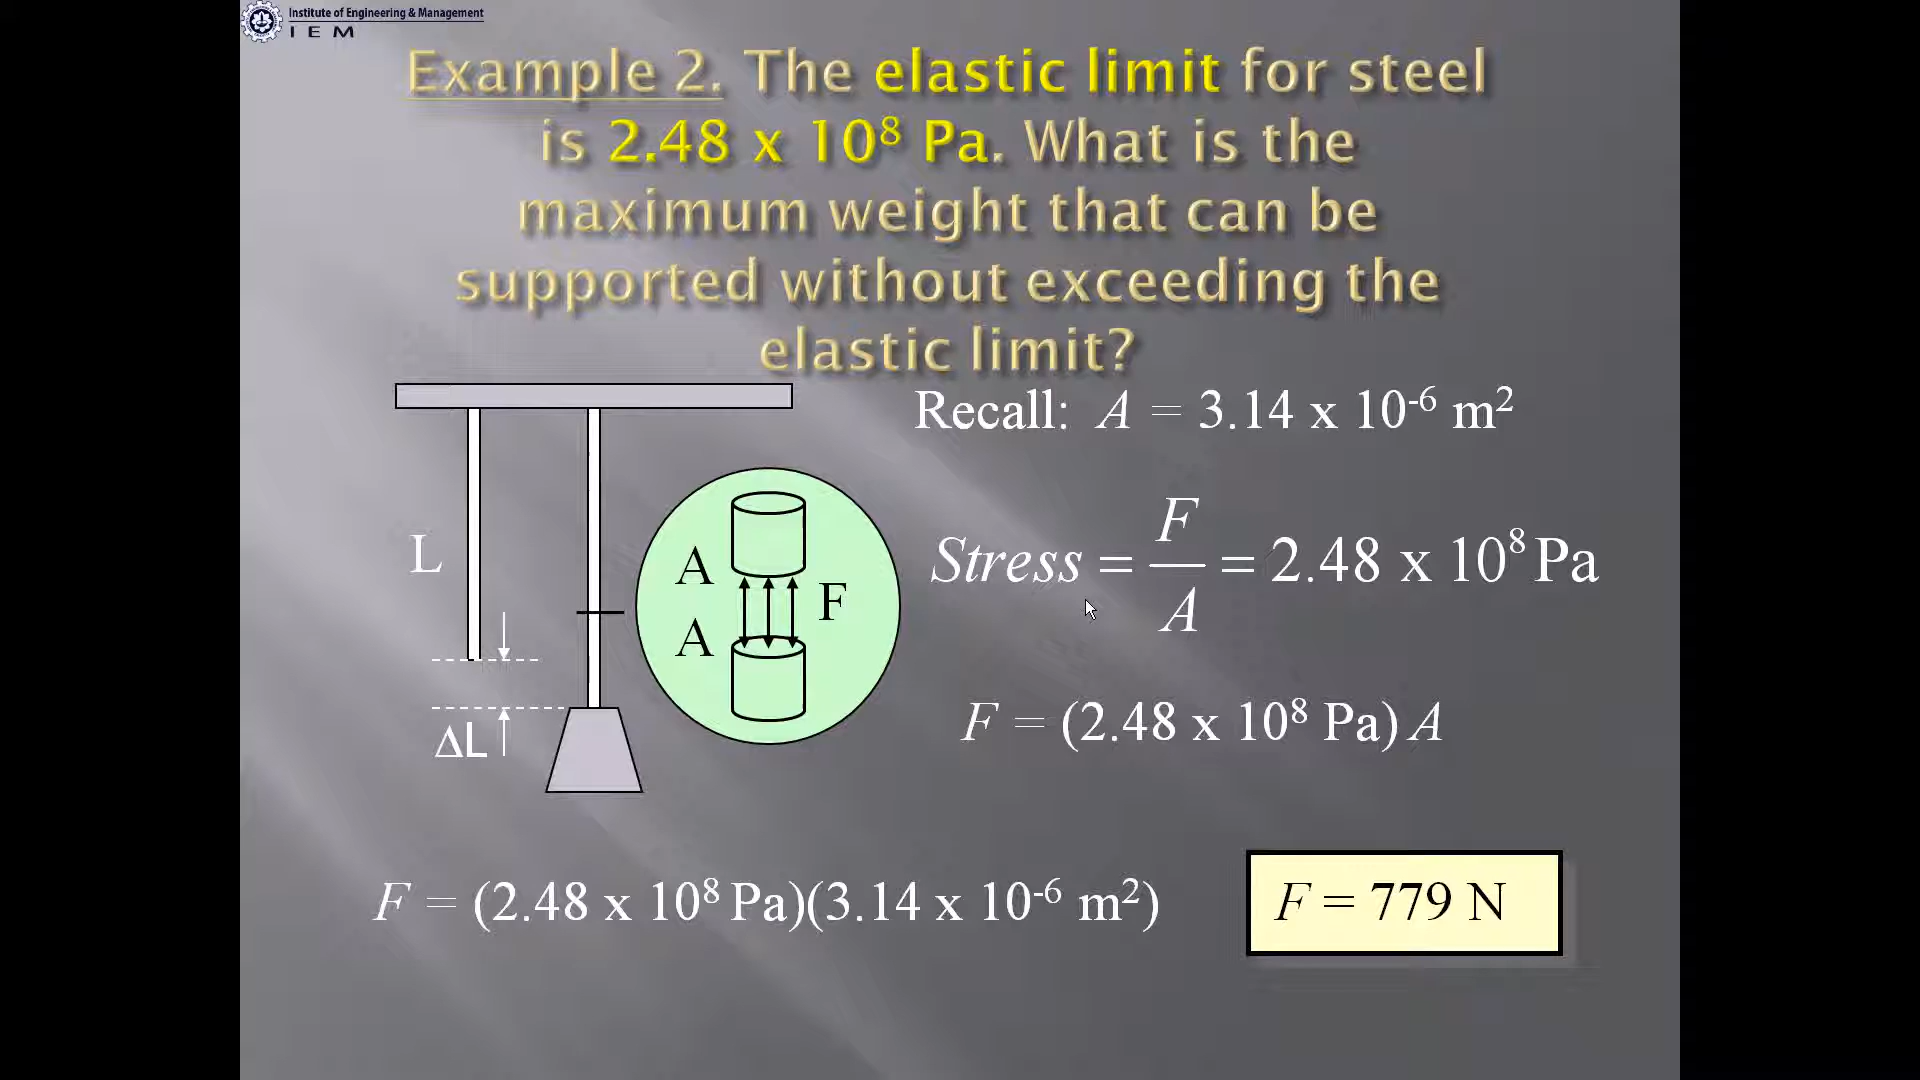 Institute of Engineering & Management
I E M
Example 2. The elastic limit for steel
is 2.48 x 10⁸ Pa. What is the
maximum weight that can be
supported without exceeding the
elastic limit?
Recall: A = 3.14 x 10⁻⁶ m²
L
A
A
F
Stress = F/A = 2.48 x 10⁸ Pa
F = (2.48 x 10⁸ Pa) A
ΔL
F = (2.48 x 10⁸ Pa)(3.14 x 10⁻⁶ m²)
F = 779 N